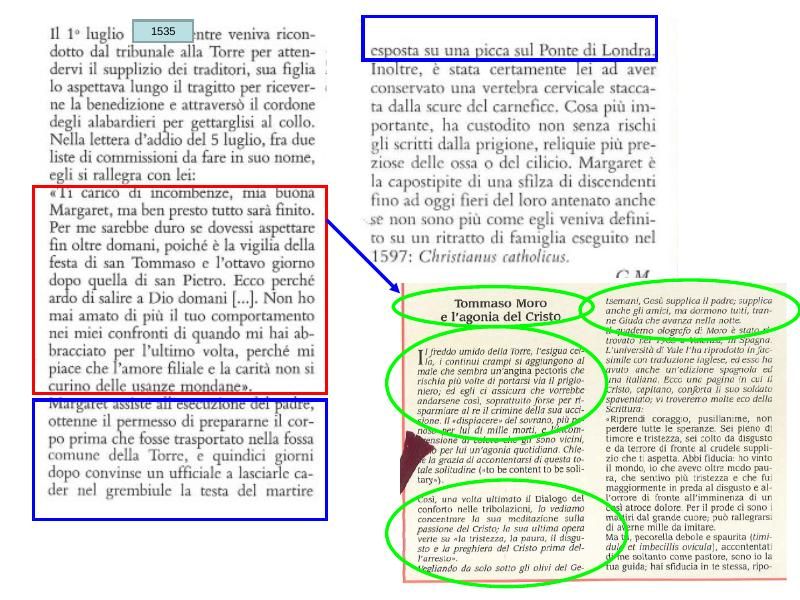 1535
Il 1º luglio entre veniva ricon-
dotto dal tribunale alla Torre per atten-
dervi il supplizio dei traditori, sua figlia
lo aspettava lungo il tragitto per ricever-
ne la benedizione e attraversò il cordone
degli alabardieri per gettarglisi al collo.
Nella lettera d'addio del 5 luglio, fra due
liste di commissioni da fare in suo nome,
egli si rallegra con lei:
«Ti carico di incombenze, mia buona
Margaret, ma ben presto tutto sarà finito.
Per me sarebbe duro se dovessi aspettare
fin oltre domani, poiché è la vigilia della
festa di san Tommaso e l'ottavo giorno
dopo quella di san Pietro. Ecco perché
ardo di salire a Dio domani [...]. Non ho
mai amato di più il tuo comportamento
nei miei confronti di quando mi hai ab-
bracciato per l'ultimo volta, perché mi
piace che l'amore filiale e la carità non si
curino delle usanze mondane».
Margaret assiste all'esecuzione del padre,
ottenne il permesso di prepararne il cor-
po prima che fosse trasportato nella fossa
comune della Torre, e quindici giorni
dopo convinse un ufficiale a lasciarle ca-
der nel grembiule la testa del martire
esposta su una picca sul Ponte di Londra.
Inoltre, è stata certamente lei ad aver
conservato una vertebra cervicale stacca-
ta dalla scure del carnefice. Cosa più im-
portante, ha custodito non senza rischi
gli scritti dalla prigione, reliquie più pre-
ziose delle ossa o del cilicio. Margaret è
la capostipite di una sfilza di discendenti
fino ad oggi fieri del loro antenato anche
se non sono più come egli veniva defini-
to su un ritratto di famiglia eseguito nel
1597: Christianus catholicus.
G.M.
Tommaso Moro
e l'agonia del Cristo
Il freddo umido della Torre, l'esigua cel-
la, i continui crampi si aggiungono al
male che sembra un'angina pectoris che
rischia più volte di portarsi via il prigio-
niero; ed egli ci assicura che vorrebbe
andarsene così, soprattutto forse per ri-
sparmiare al re il crimine della sua ucci-
sione. Il «displacere» del sovrano, più pe-
noso per lui di mille morti, e l'incom-
prensione di coloro che gli sono vicini,
sono per lui un'agonia quotidiana. Chie-
de la grazia di accontentarsi di questa to-
tale solitudine («to be content to be soli-
tary»).
Così, una volta ultimato il Dialogo del
conforto nelle tribolazioni, lo vediamo
concentrare la sua meditazione sulla
passione del Cristo; la sua ultima opera
verte su «la tristezza, la paura, il disgu-
sto e la preghiera del Cristo prima del-
l'arresto».
Vegliando da solo sotto gli olivi del Ge-
tsemani, Gesù supplica il padre; supplica
anche gli amici, ma dormono tutti, tran-
ne Giuda che avanza nella notte.
Il quaderno olografo di Moro è stato ri-
trovato nel 1963 a Valenza, in Spagna.
L'università di Yale l'ha riprodotto in fac-
simile con traduzione inglese, ed esso ha
avuto anche un'edizione spagnola ed
una italiana. Ecco una pagina in cui il
Cristo, capitano, conforta il suo soldato
spaventato; vi troveremo molte eco della
Scrittura:
«Riprendi coraggio, pusillanime, non
perdere tutte le speranze. Sei pieno di
timore e tristezza, sei colto da disgusto
e da terrore di fronte al crudele suppli-
zio che ti aspetta. Abbi fiducia: ho vinto
il mondo, io che avevo oltre modo pau-
ra, che sentivo più tristezza e che fui
maggiormente in preda al disgusto e al-
l'orrore di fronte all'imminenza di un
così atroce dolore. Per il prode ci sono i
martiri dal grande cuore; può rallegrarsi
di averne mille da imitare.
Ma tu, pecorella debole e spaurita (timi-
dula et imbecillis ovicula), accontentati
di me soltanto come pastore, sono io la
tua guida; hai sfiducia in te stessa, ripo-